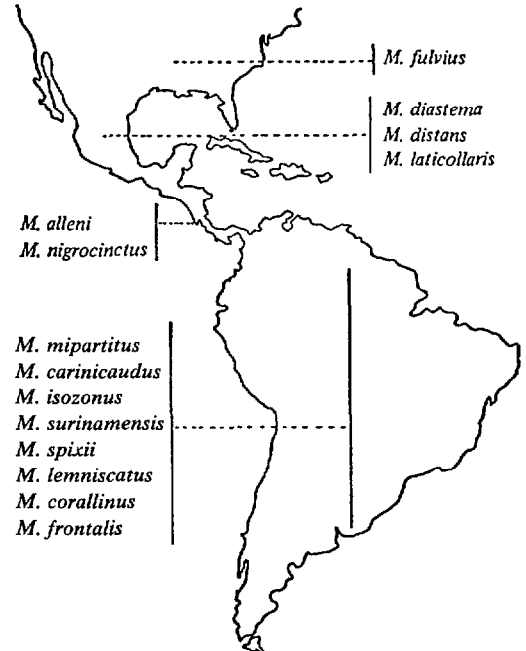 M. fulvius
M. diastema
M. distans
M. laticollaris
M. alleni
M. nigrocinctus
M. mipartitus
M. carinicaudus
M. isozonus
M. surinamensis
M. spixii
M. lemniscatus
M. corallinus
M. frontalis